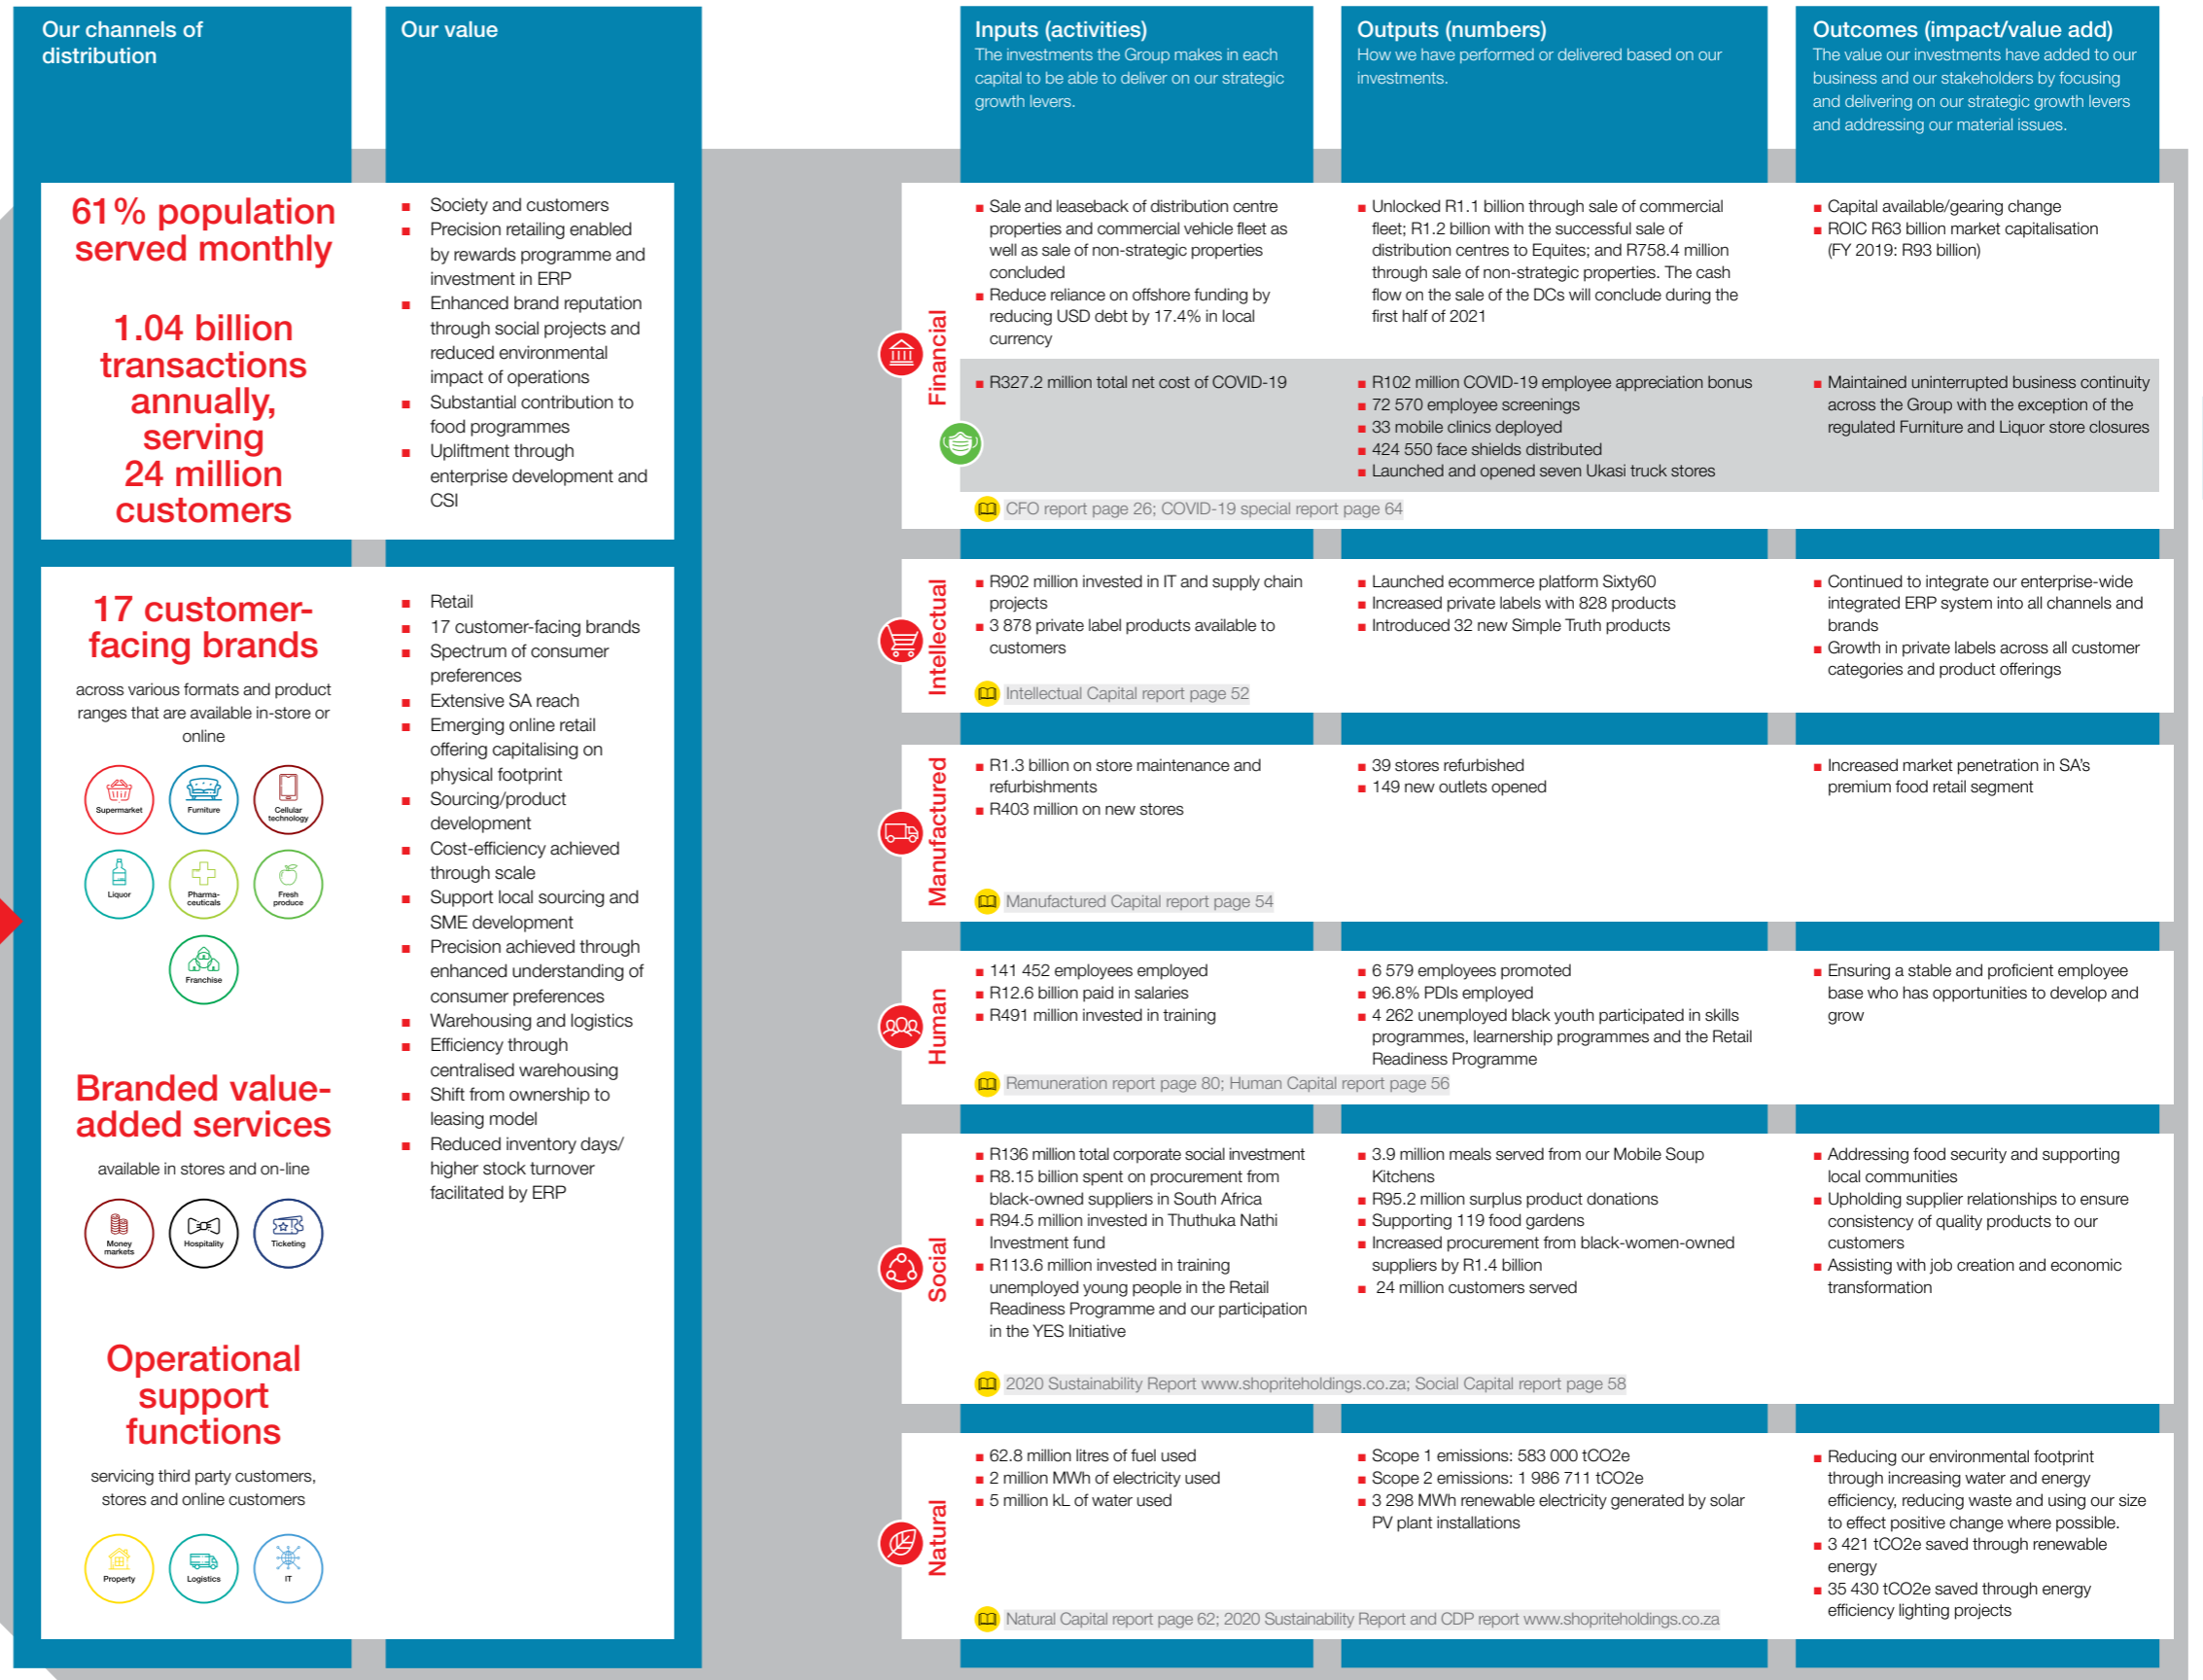 Our channels of
distribution
Our value
61% population
served monthly
1.04 billion
transactions
annually,
serving
24 million
customers
■ Society and customers
■ Precision retailing enabled
by rewards programme and
investment in ERP
■ Enhanced brand reputation
through social projects and
reduced environmental
impact of operations
■ Substantial contribution to
food programmes
■ Upliftment through
enterprise development and
CSI
17 customer-
facing brands
across various formats and product
ranges that are available in-store or
online
Supermarket
Furniture
Cellular
technology
Liquor
Pharma-
ceuticals
Fresh
produce
Franchise
Branded value-
added services
available in stores and on-line
Money
markets
Hospitality
Ticketing
Operational
support
functions
servicing third party customers,
stores and online customers
Property
Logistics
IT
■ Retail
■ 17 customer-facing brands
■ Spectrum of consumer
preferences
■ Extensive SA reach
■ Emerging online retail
offering capitalising on
physical footprint
■ Sourcing/product
development
■ Cost-efficiency achieved
through scale
■ Support local sourcing and
SME development
■ Precision achieved through
enhanced understanding of
consumer preferences
■ Warehousing and logistics
■ Efficiency through
centralised warehousing
■ Shift from ownership to
leasing model
■ Reduced inventory days/
higher stock turnover
facilitated by ERP
Inputs (activities)
The investments the Group makes in each
capital to be able to deliver on our strategic
growth levers.
Outputs (numbers)
How we have performed or delivered based on our
investments.
Outcomes (impact/value add)
The value our investments have added to our
business and our stakeholders by focusing
and delivering on our strategic growth levers
and addressing our material issues.
Financial
■ Sale and leaseback of distribution centre
properties and commercial vehicle fleet as
well as sale of non-strategic properties
concluded
■ Reduce reliance on offshore funding by
reducing USD debt by 17.4% in local
currency
■ Unlocked R1.1 billion through sale of commercial
fleet; R1.2 billion with the successful sale of
distribution centres to Equites; and R758.4 million
through sale of non-strategic properties. The cash
flow on the sale of the DCs will conclude during the
first half of 2021
■ Capital available/gearing change
■ ROIC R63 billion market capitalisation
(FY 2019: R93 billion)
■ R327.2 million total net cost of COVID-19
■ R102 million COVID-19 employee appreciation bonus
■ 72 570 employee screenings
■ 33 mobile clinics deployed
■ 424 550 face shields distributed
■ Launched and opened seven Ukasi truck stores
■ Maintained uninterrupted business continuity
across the Group with the exception of the
regulated Furniture and Liquor store closures
CFO report page 26; COVID-19 special report page 64
Intellectual
■ R902 million invested in IT and supply chain
projects
■ 3 878 private label products available to
customers
■ Launched ecommerce platform Sixty60
■ Increased private labels with 828 products
■ Introduced 32 new Simple Truth products
■ Continued to integrate our enterprise-wide
integrated ERP system into all channels and
brands
■ Growth in private labels across all customer
categories and product offerings
Intellectual Capital report page 52
Manufactured
■ R1.3 billion on store maintenance and
refurbishments
■ R403 million on new stores
■ 39 stores refurbished
■ 149 new outlets opened
■ Increased market penetration in SA's
premium food retail segment
Manufactured Capital report page 54
Human
■ 141 452 employees employed
■ R12.6 billion paid in salaries
■ R491 million invested in training
■ 6 579 employees promoted
■ 96.8% PDIs employed
■ 4 262 unemployed black youth participated in skills
programmes, learnership programmes and the Retail
Readiness Programme
■ Ensuring a stable and proficient employee
base who has opportunities to develop and
grow
Remuneration report page 80; Human Capital report page 56
Social
■ R136 million total corporate social investment
■ R8.15 billion spent on procurement from
black-owned suppliers in South Africa
■ R94.5 million invested in Thuthuka Nathi
Investment fund
■ R113.6 million invested in training
unemployed young people in the Retail
Readiness Programme and our participation
in the YES Initiative
■ 3.9 million meals served from our Mobile Soup
Kitchens
■ R95.2 million surplus product donations
■ Supporting 119 food gardens
■ Increased procurement from black-women-owned
suppliers by R1.4 billion
■ 24 million customers served
■ Addressing food security and supporting
local communities
■ Upholding supplier relationships to ensure
consistency of quality products to our
customers
■ Assisting with job creation and economic
transformation
2020 Sustainability Report www.shopriteholdings.co.za; Social Capital report page 58
Natural
■ 62.8 million litres of fuel used
■ 2 million MWh of electricity used
■ 5 million kL of water used
■ Scope 1 emissions: 583 000 tCO2e
■ Scope 2 emissions: 1 986 711 tCO2e
■ 3 298 MWh renewable electricity generated by solar
PV plant installations
■ Reducing our environmental footprint
through increasing water and energy
efficiency, reducing waste and using our size
to effect positive change where possible.
■ 3 421 tCO2e saved through renewable
energy
■ 35 430 tCO2e saved through energy
efficiency lighting projects
Natural Capital report page 62; 2020 Sustainability Report and CDP report www.shopriteholdings.co.za